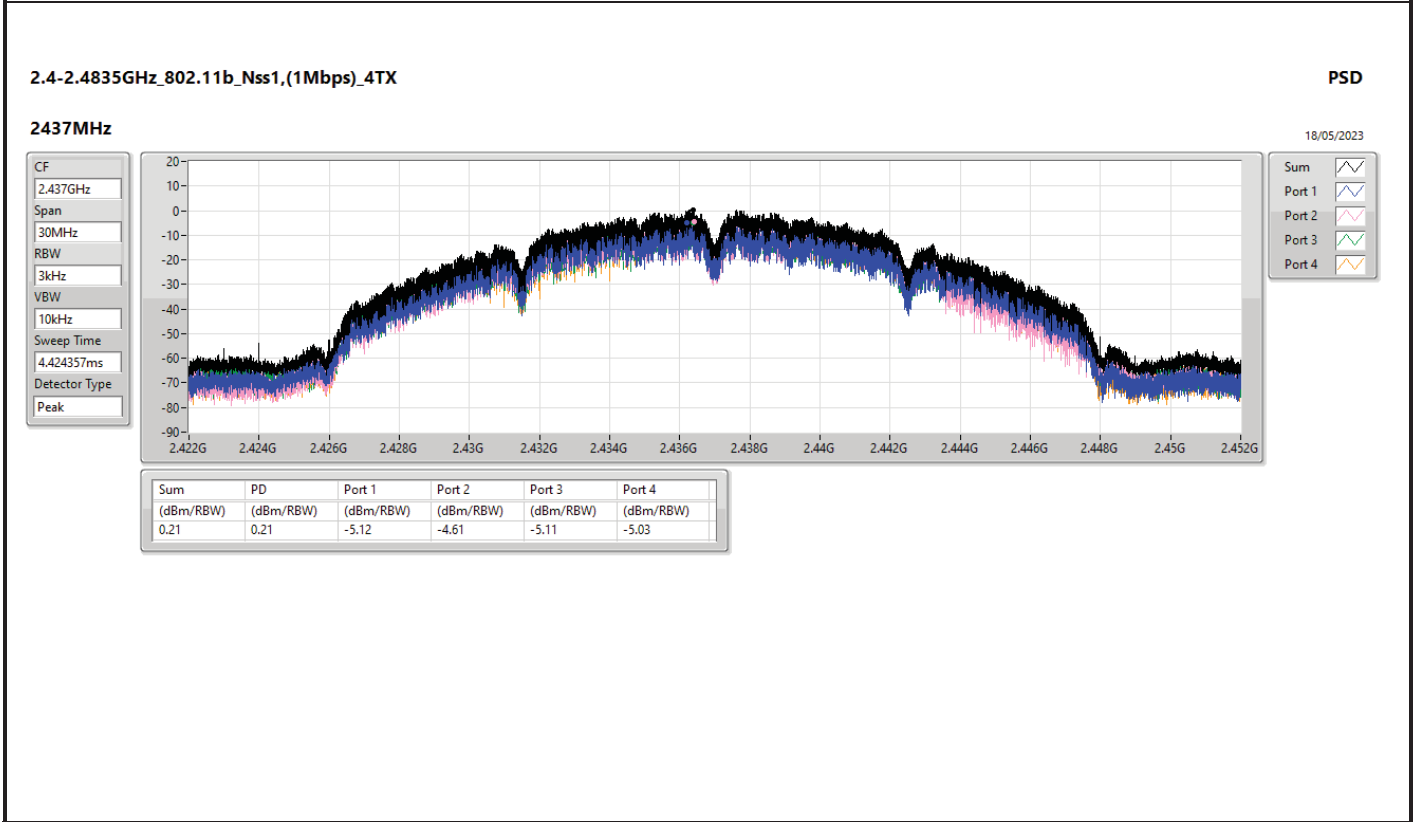 2.4-2.4835GHz_802.11b_Nss1,(1Mbps)_4TX
PSD
2437MHz
18/05/2023
CF
2.437GHz
Span
30MHz
RBW
3kHz
VBW
10kHz
Sweep Time
4.424357ms
Detector Type
Peak
20
10
0
-10
-20
-30
-40
-50
-60
-70
-80
-90
2.422G 2.424G 2.426G 2.428G 2.43G 2.432G 2.434G 2.436G 2.438G 2.44G 2.442G 2.444G 2.446G 2.448G 2.45G 2.452G
Sum
Port 1
Port 2
Port 3
Port 4
Sum PD Port 1 Port 2 Port 3 Port 4
(dBm/RBW) (dBm/RBW) (dBm/RBW) (dBm/RBW) (dBm/RBW) (dBm/RBW)
0.21 0.21 -5.12 -4.61 -5.11 -5.03